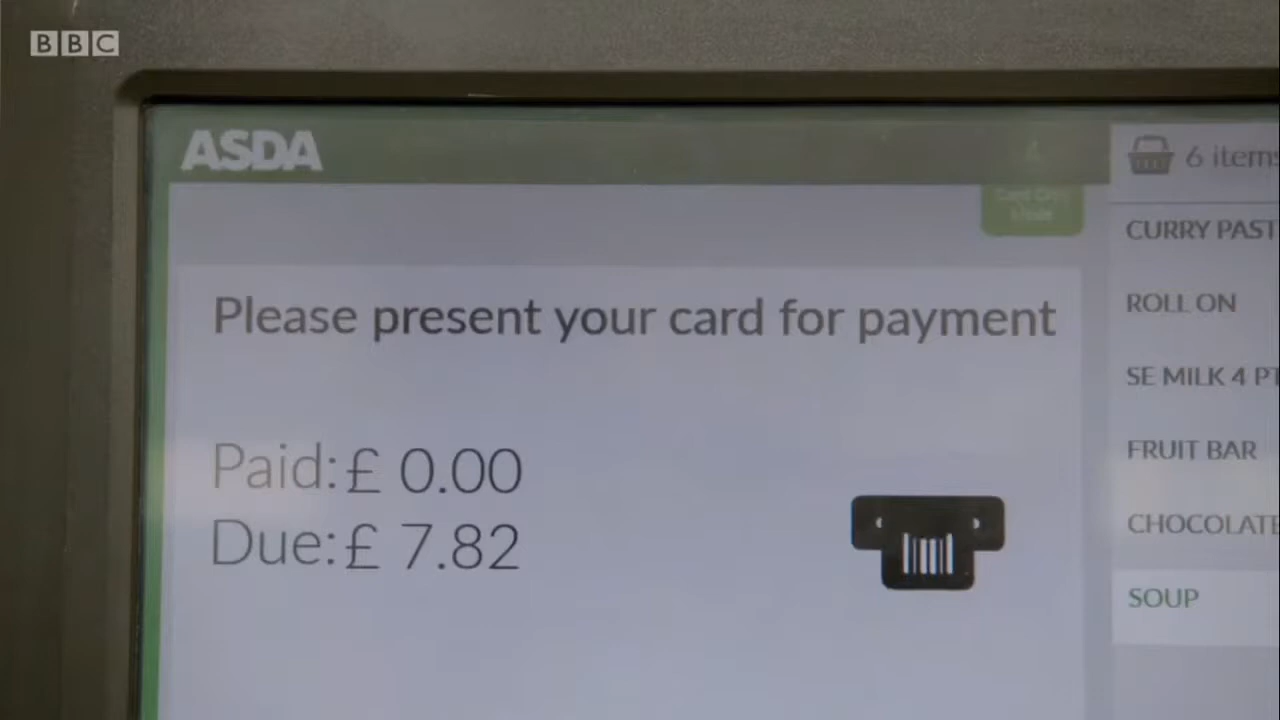 BBC
ASDA
6 items
Please present your card for payment
Paid: £ 0.00
Due: £ 7.82
CURRY PAST
ROLL ON
SE MILK 4 PT
FRUIT BAR
CHOCOLATE
SOUP